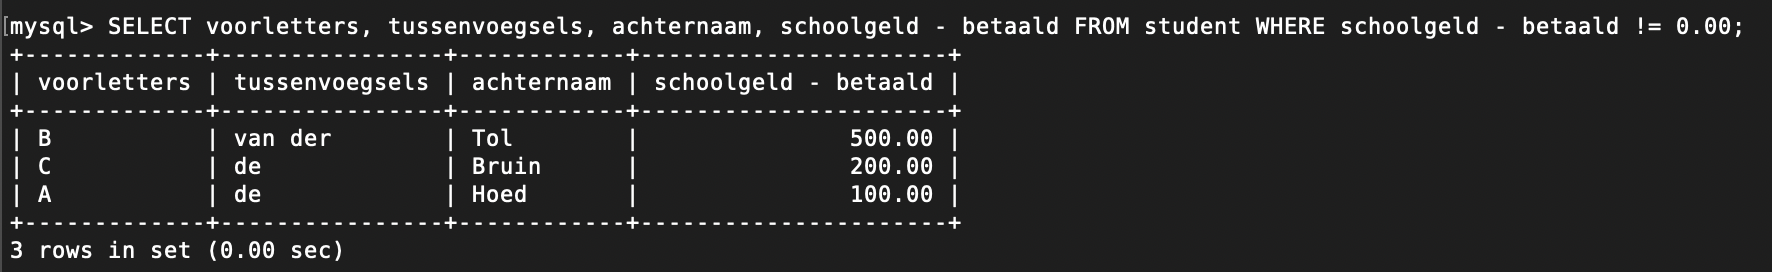 [mysql> SELECT voorletters, tussenvoegsels, achternaam, schoolgeld - betaald FROM student WHERE schoolgeld - betaald != 0.00;
+-------------+----------------+------------+----------------------+
| voorletters | tussenvoegsels | achternaam | schoolgeld - betaald |
+-------------+----------------+------------+----------------------+
| B           | van der        | Tol        |               500.00 |
| C           | de             | Bruin      |               200.00 |
| A           | de             | Hoed       |               100.00 |
+-------------+----------------+------------+----------------------+
3 rows in set (0.00 sec)